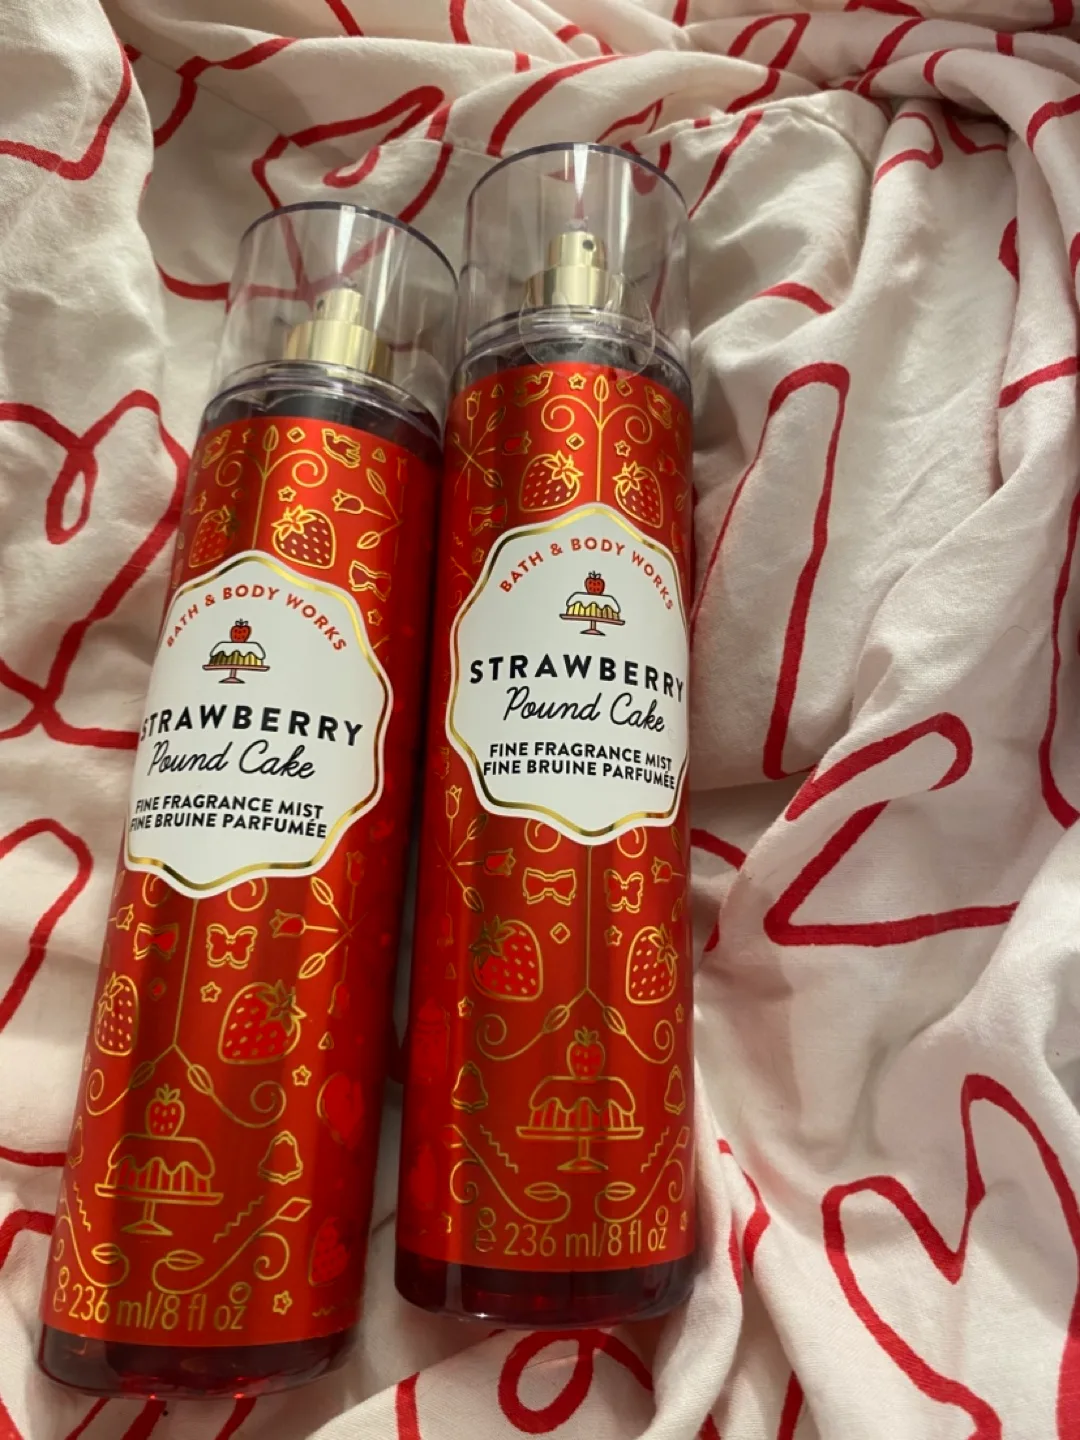 BATH & BODY WORKS
STRAWBERRY
Pound Cake
FINE FRAGRANCE MIST
FINE BRUINE PARFUMÉE
e 236 ml/8 fl oz
BATH & BODY WORKS
STRAWBERRY
Pound Cake
FINE FRAGRANCE MIST
FINE BRUINE PARFUMÉE
e 236 ml/8 fl oz